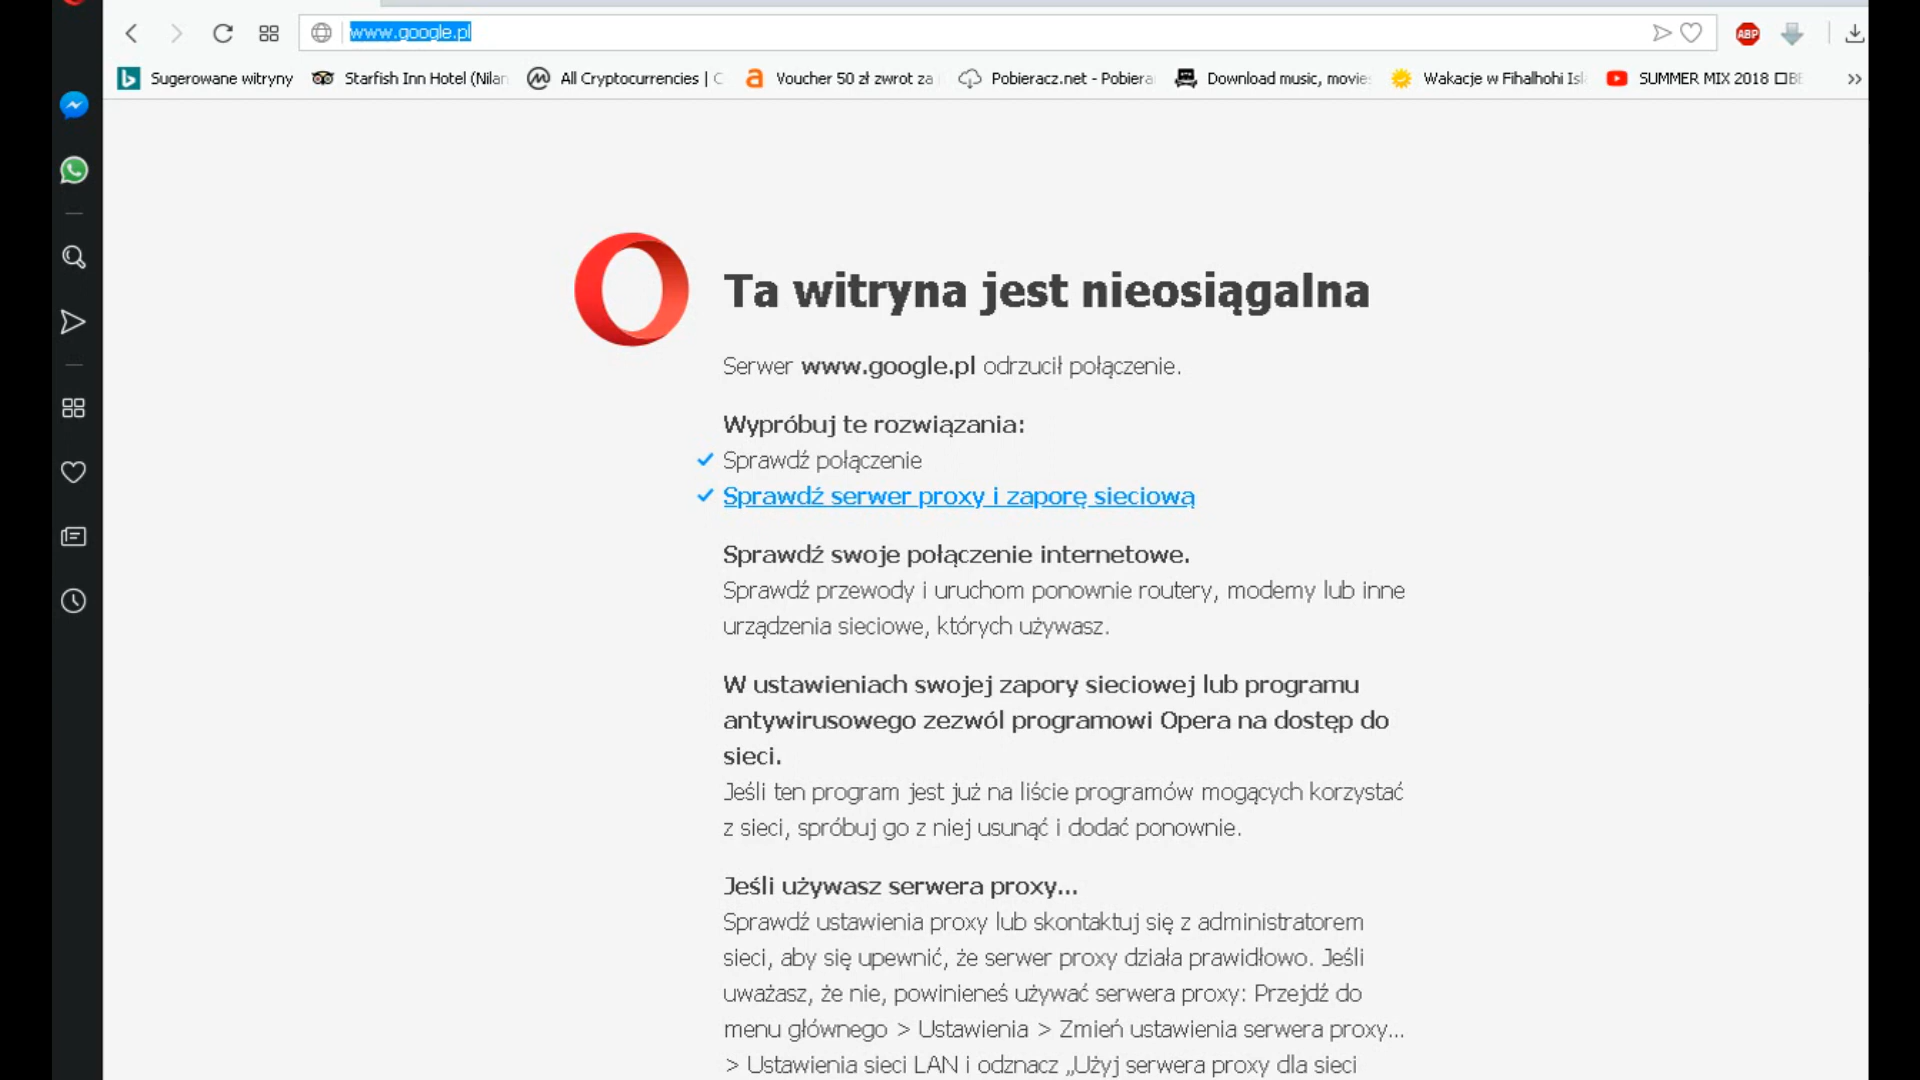 www.google.pl
ABP
Sugerowane witryny Starfish Inn Hotel (Nilan All Cryptocurrencies | C Voucher 50 zł zwrot za Pobieracz.net - Pobiera Download music, movie Wakacje w Fihalhohi Isl SUMMER MIX 2018 »
Ta witryna jest nieosiągalna
Serwer www.google.pl odrzucił połączenie.
Wypróbuj te rozwiązania:
Sprawdź połączenie
Sprawdź serwer proxy i zaporę sieciową
Sprawdź swoje połączenie internetowe.
Sprawdź przewody i uruchom ponownie routery, modemy lub inne
urządzenia sieciowe, których używasz.
W ustawieniach swojej zapory sieciowej lub programu
antywirusowego zezwól programowi Opera na dostęp do
sieci.
Jeśli ten program jest już na liście programów mogących korzystać
z sieci, spróbuj go z niej usunąć i dodać ponownie.
Jeśli używasz serwera proxy...
Sprawdź ustawienia proxy lub skontaktuj się z administratorem
sieci, aby się upewnić, że serwer proxy działa prawidłowo. Jeśli
uważasz, że nie, powinieneś używać serwera proxy: Przejdź do
menu głównego > Ustawienia > Zmień ustawienia serwera proxy...
> Ustawienia sieci LAN i odznacz „Użyj serwera proxy dla sieci